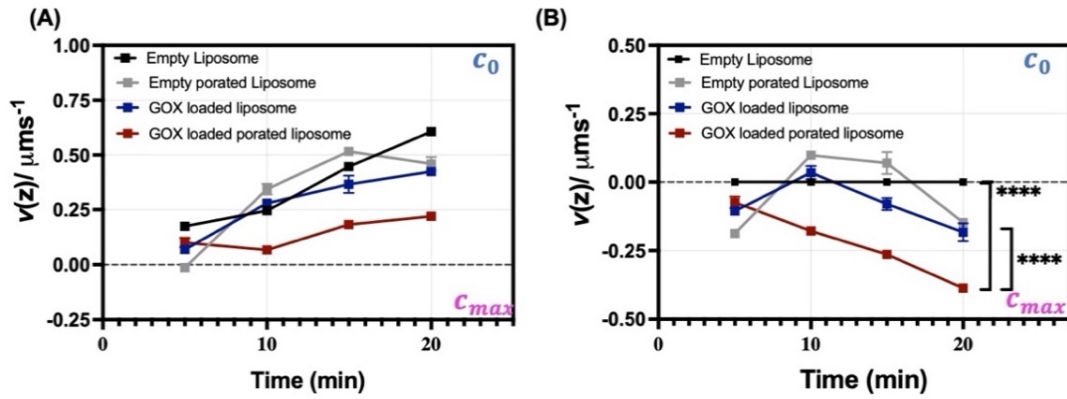 (A)
1.00
0.75
0.50
0.25
0.00
-0.25
v(z)/ μms⁻¹
Empty Liposome
Empty porated Liposome
GOX loaded liposome
GOX loaded porated liposome
c₀
cₘₐₓ
0
10
20
Time (min)
(B)
0.50
0.25
0.00
-0.25
-0.50
v(z)/ μms⁻¹
Empty Liposome
Empty porated Liposome
GOX loaded liposome
GOX loaded porated liposome
c₀
****
****
cₘₐₓ
0
10
20
Time (min)